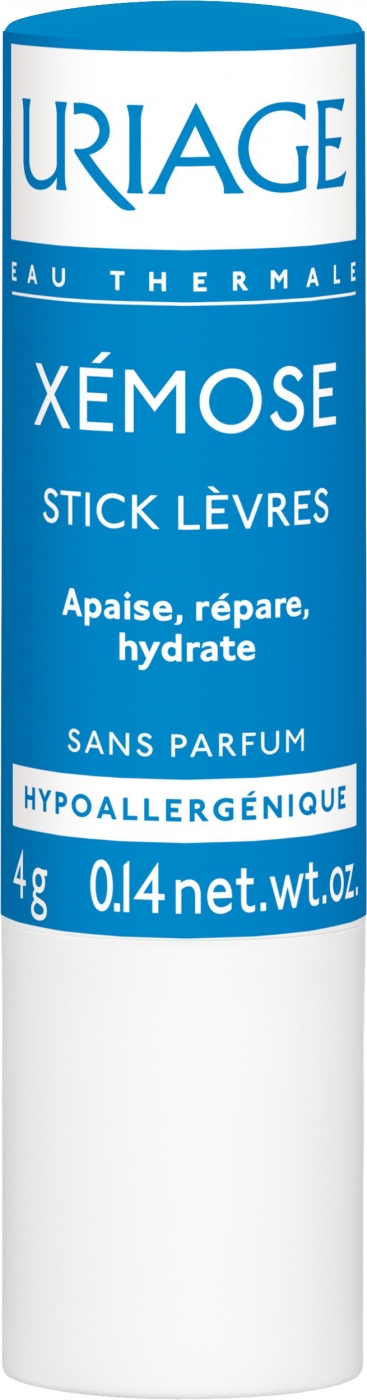 URIAGE
EAU THERMALE
XÉMOSE
STICK LÈVRES
Apaise, répare,
hydrate
SANS PARFUM
HYPOALLERGÉNIQUE
4g 0.14 net.wt.oz.